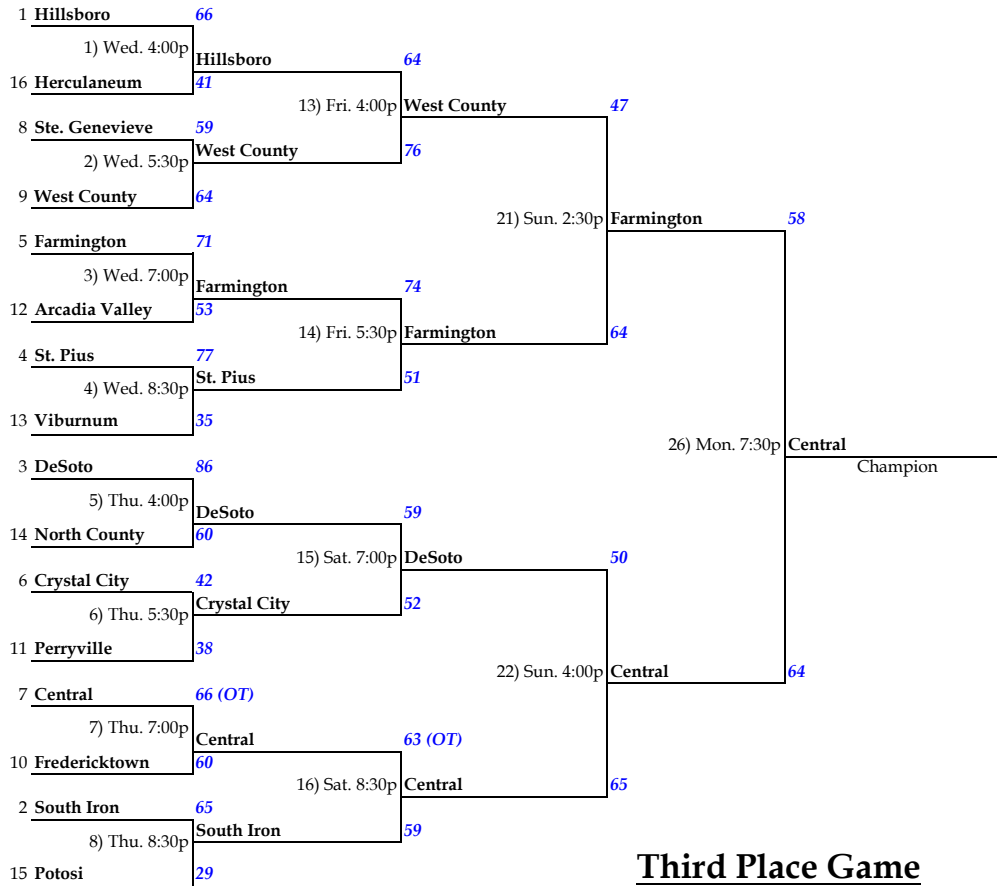 1 Hillsboro 66
1) Wed. 4:00p
Hillsboro 64
16 Herculaneum 41
13) Fri. 4:00p West County 47
8 Ste. Genevieve 59
2) Wed. 5:30p West County 76
9 West County 64
21) Sun. 2:30p Farmington 58
5 Farmington 71
3) Wed. 7:00p
Farmington 74
12 Arcadia Valley 53
14) Fri. 5:30p Farmington 64
4 St. Pius 77
4) Wed. 8:30p St. Pius 51
13 Viburnum 35
26) Mon. 7:30p Central
Champion
3 DeSoto 86
5) Thu. 4:00p
DeSoto 59
14 North County 60
15) Sat. 7:00p DeSoto 50
6 Crystal City 42
6) Thu. 5:30p Crystal City 52
11 Perryville 38
22) Sun. 4:00p Central 64
7 Central 66 (OT)
7) Thu. 7:00p
Central 63 (OT)
10 Fredericktown 60
16) Sat. 8:30p Central 65
2 South Iron 65
8) Thu. 8:30p South Iron 59
15 Potosi 29
Third Place Game